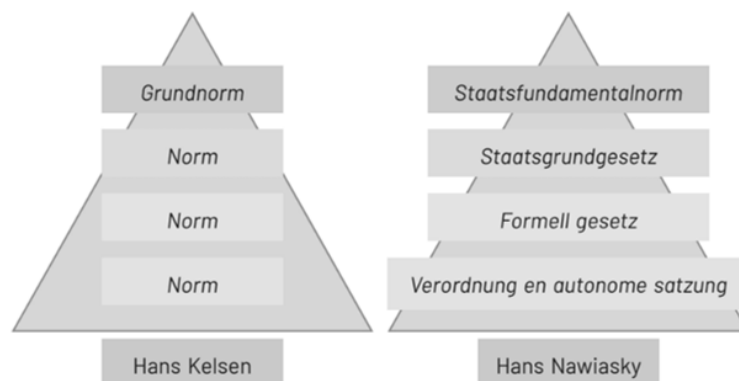 Grundnorm
Norm
Norm
Norm
Hans Kelsen
Staatsfundamentalnorm
Staatsgrundgesetz
Formell gesetz
Verordnung en autonome satzung
Hans Nawiasky